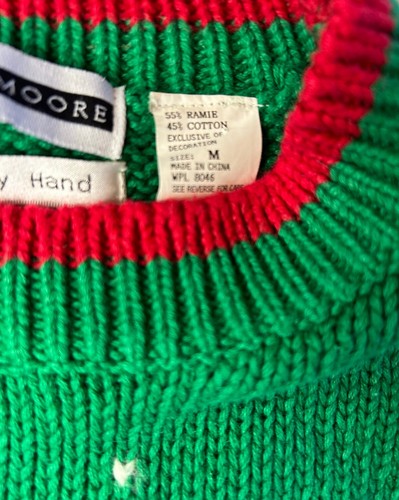 MOORE
y Hand
55% RAMIE
45% COTTON
EXCLUSIVE OF
DECORATION
SIZE: M
MADE IN CHINA
WPL 8046
SEE REVERSE FOR CARE